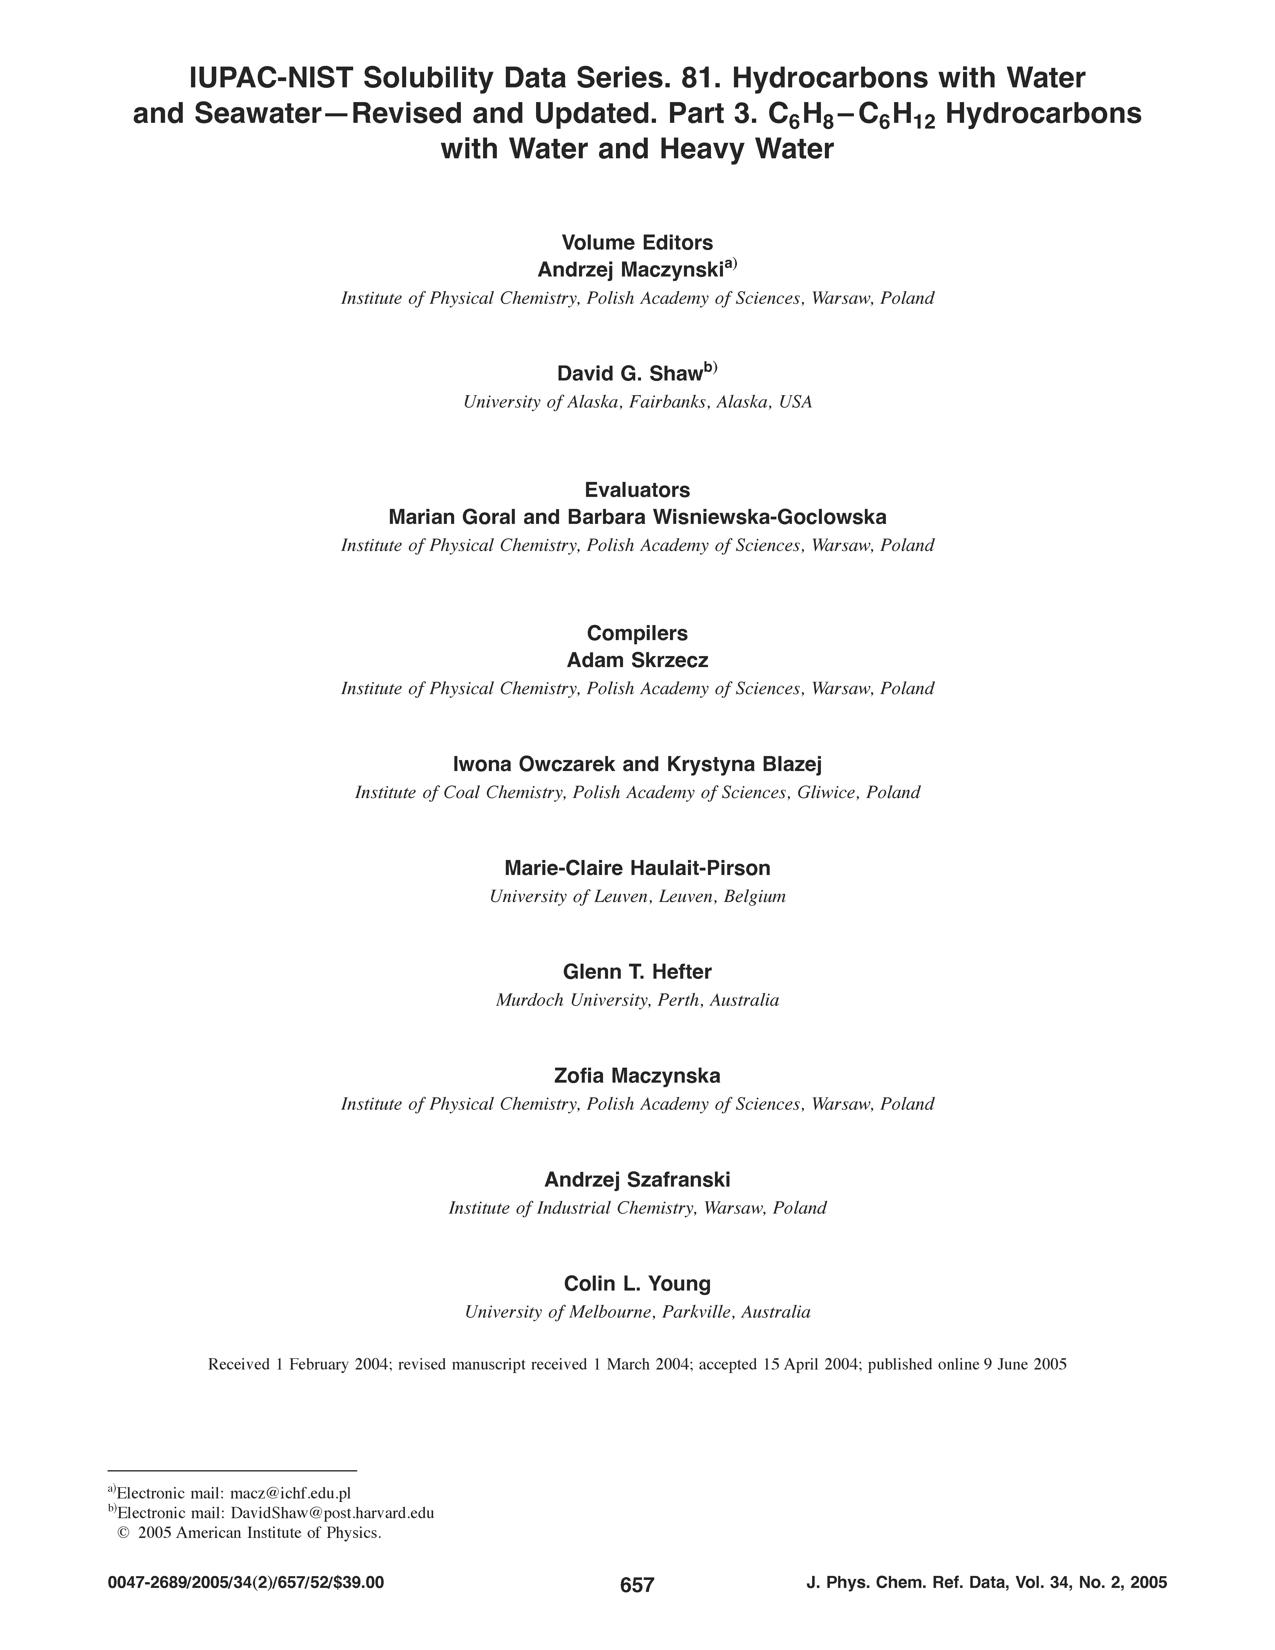 IUPAC-NIST Solubility Data Series. 81. Hydrocarbons with Water
and Seawater—Revised and Updated. Part 3. C₆H₈–C₆H₁₂ Hydrocarbons
with Water and Heavy Water
Volume Editors
Andrzej Maczynskia)
Institute of Physical Chemistry, Polish Academy of Sciences, Warsaw, Poland
David G. Shawb)
University of Alaska, Fairbanks, Alaska, USA
Evaluators
Marian Goral and Barbara Wisniewska-Goclowska
Institute of Physical Chemistry, Polish Academy of Sciences, Warsaw, Poland
Compilers
Adam Skrzecz
Institute of Physical Chemistry, Polish Academy of Sciences, Warsaw, Poland
Iwona Owczarek and Krystyna Blazej
Institute of Coal Chemistry, Polish Academy of Sciences, Gliwice, Poland
Marie-Claire Haulait-Pirson
University of Leuven, Leuven, Belgium
Glenn T. Hefter
Murdoch University, Perth, Australia
Zofia Maczynska
Institute of Physical Chemistry, Polish Academy of Sciences, Warsaw, Poland
Andrzej Szafranski
Institute of Industrial Chemistry, Warsaw, Poland
Colin L. Young
University of Melbourne, Parkville, Australia
Received 1 February 2004; revised manuscript received 1 March 2004; accepted 15 April 2004; published online 9 June 2005
a)Electronic mail: macz@ichf.edu.pl
b)Electronic mail: DavidShaw@post.harvard.edu
© 2005 American Institute of Physics.
0047-2689/2005/34(2)/657/52/$39.00 657 J. Phys. Chem. Ref. Data, Vol. 34, No. 2, 2005